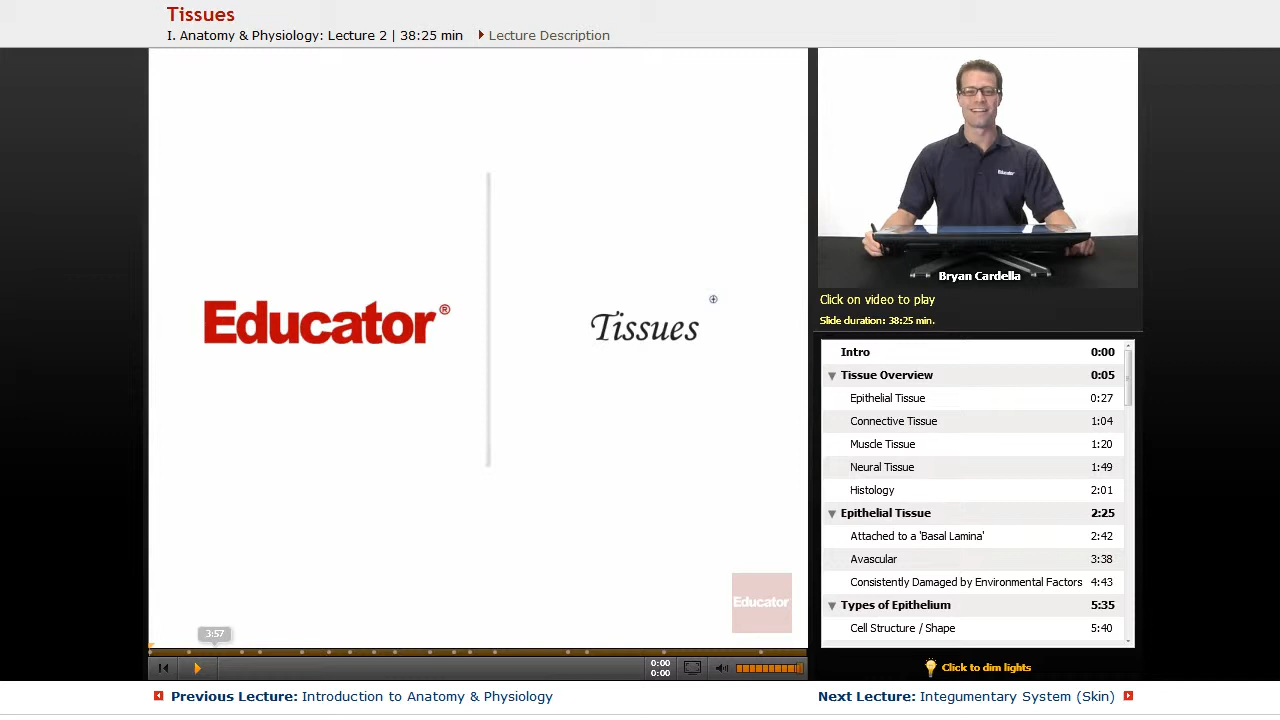 Tissues
I. Anatomy & Physiology: Lecture 2 | 38:25 min
Lecture Description
Educator®
Tissues
Educator
3:57
0:00
0:00
Educator
Bryan Cardella
Click on video to play
Slide duration: 38:25 min.
Intro 0:00
Tissue Overview 0:05
Epithelial Tissue 0:27
Connective Tissue 1:04
Muscle Tissue 1:20
Neural Tissue 1:49
Histology 2:01
Epithelial Tissue 2:25
Attached to a 'Basal Lamina' 2:42
Avascular 3:38
Consistently Damaged by Environmental Factors 4:43
Types of Epithelium 5:35
Cell Structure / Shape 5:40
Click to dim lights
Previous Lecture: Introduction to Anatomy & Physiology
Next Lecture: Integumentary System (Skin)